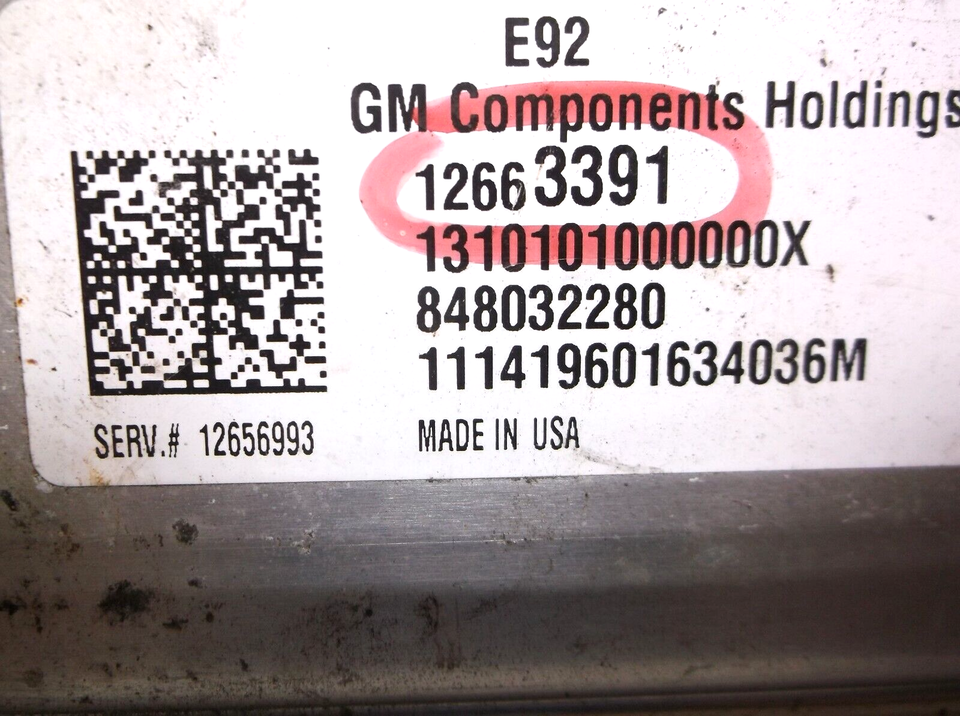 E92
GM Components Holdings
12663391
1310101000000X
848032280
111419601634036M
SERV.# 12656993
MADE IN USA